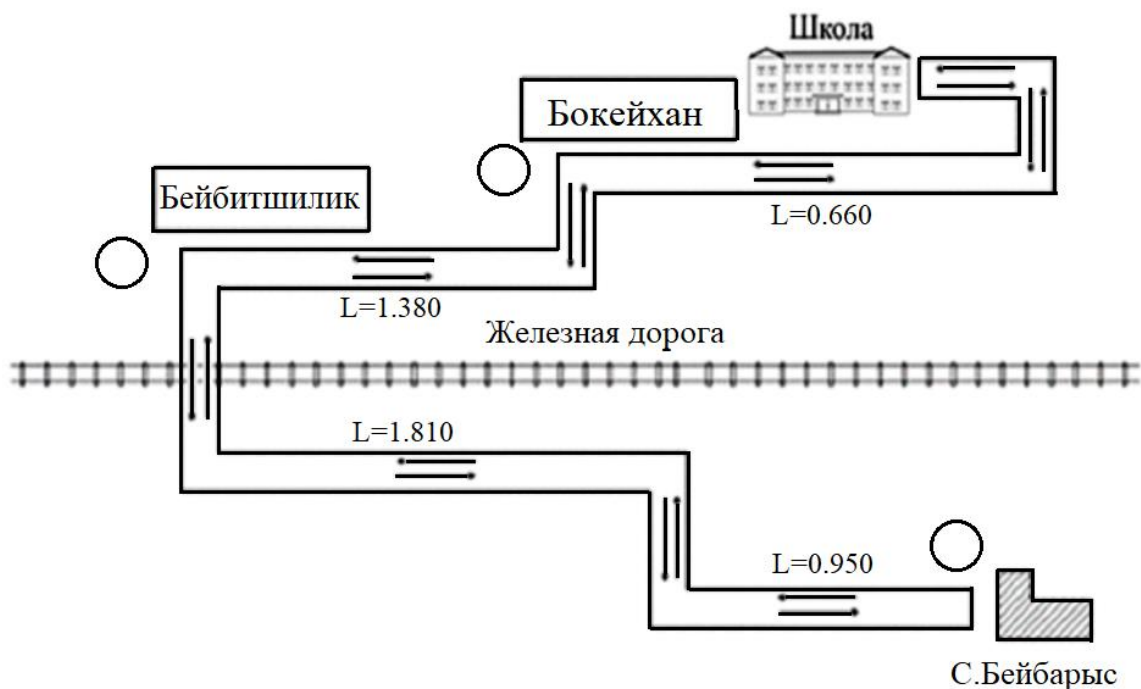 Школа
Бокейхан
Бейбитшилик
L=0.660
L=1.380
Железная дорога
L=1.810
L=0.950
С.Бейбарыс